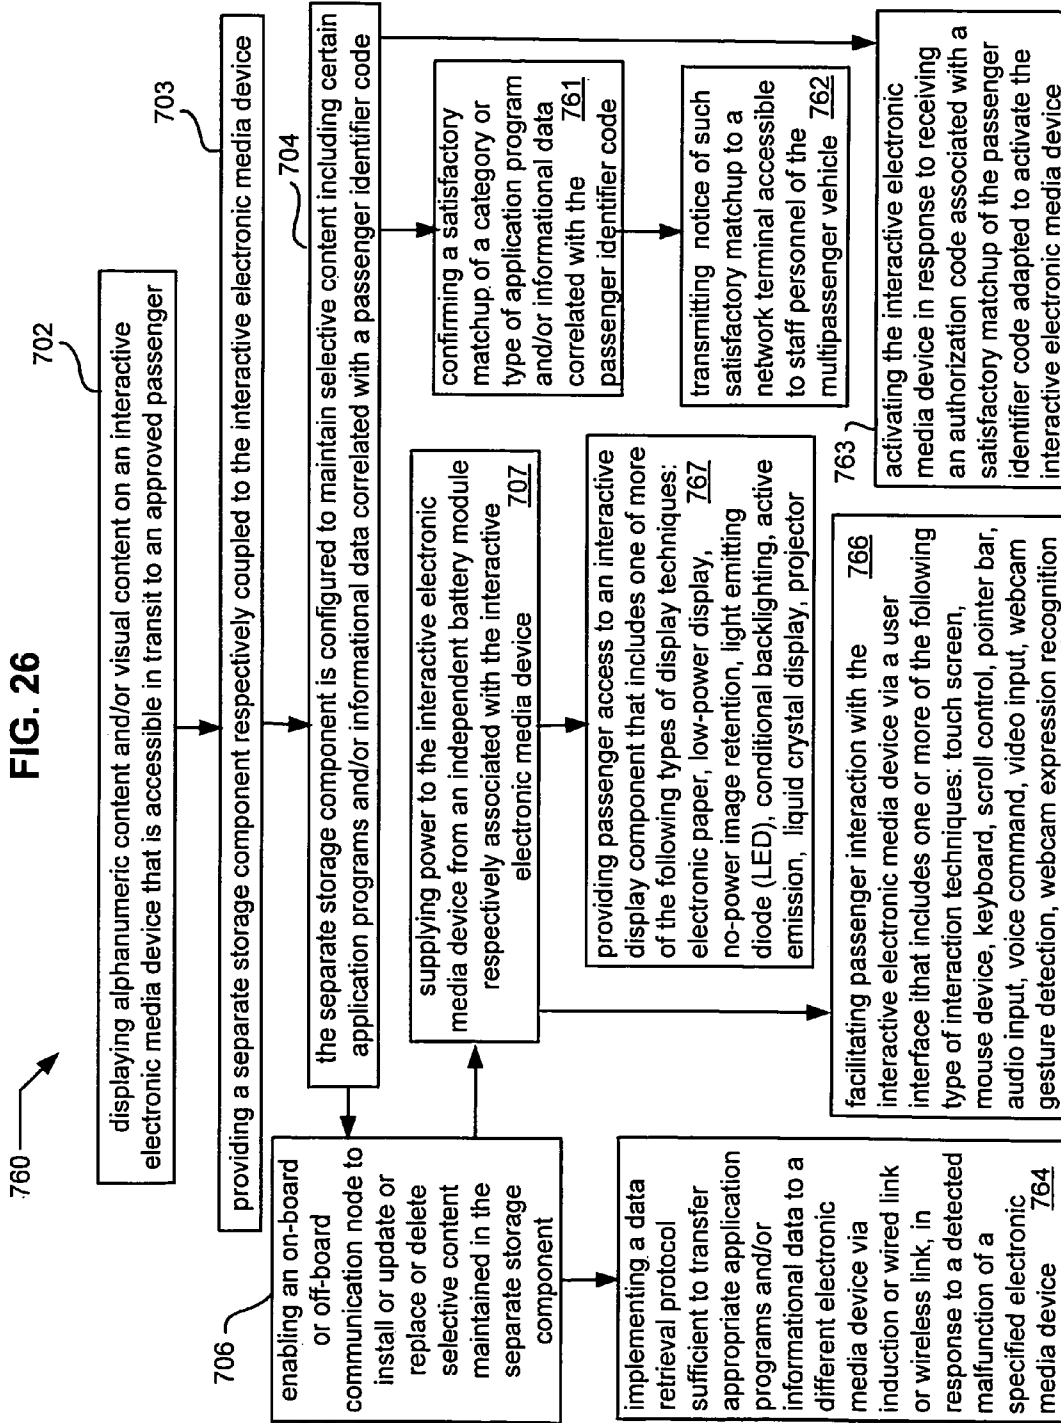 FIG. 26
760
702
displaying alphanumeric content and/or visual content on an interactive
electronic media device that is accessible in transit to an approved passenger
703
providing a separate storage component respectively coupled to the interactive electronic media device
704
the separate storage component is configured to maintain selective content including certain
application programs and/or informational data correlated with a passenger identifier code
706
enabling an on-board
or off-board
communication node to
install or update or
replace or delete
selective content
maintained in the
separate storage
component
supplying power to the interactive electronic
media device from an independent battery module
respectively associated with the interactive
electronic media device 707
confirming a satisfactory
matchup of a category or
type of application program
and/or informational data
correlated with the 761
passenger identifier code
transmitting notice of such
satisfactory matchup to a
network terminal accessible
to staff personnel of the
multipassenger vehicle 762
providing passenger access to an interactive
display component that includes one of more
of the following types of display techniques:
electronic paper, low-power display, 767
no-power image retention, light emitting
diode (LED), conditional backlighting, active
emission, liquid crystal display, projector
implementing a data
retrieval protocol
sufficient to transfer
appropriate application
programs and/or
informational data to a
different electronic
media device via
induction or wired link
or wireless link, in
response to a detected
malfunction of a
specified electronic
media device 764
facilitating passenger interaction with the
interactive electronic media device via a user 766
interface ithat includes one or more of the following
type of interaction techniques: touch screen,
mouse device, keyboard, scroll control, pointer bar,
audio input, voice command, video input, webcam
gesture detection, webcam expression recognition
763
activating the interactive electronic
media device in response to receiving
an authorization code associated with a
satisfactory matchup of the passenger
identifier code adapted to activate the
interactive electronic media device